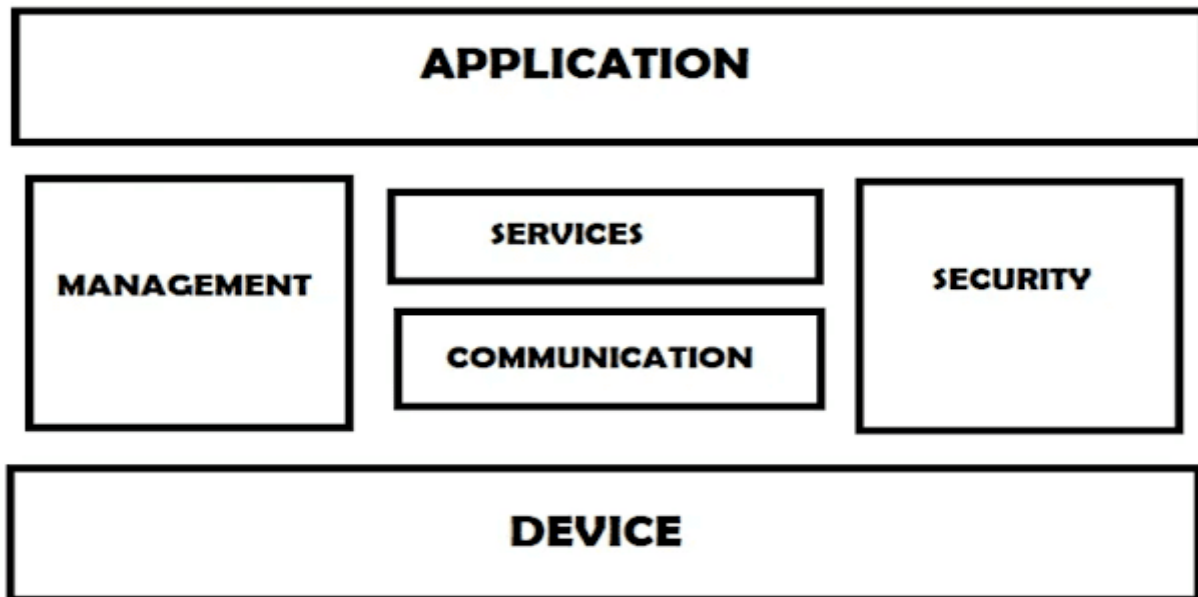 APPLICATION
MANAGEMENT
SERVICES
COMMUNICATION
SECURITY
DEVICE